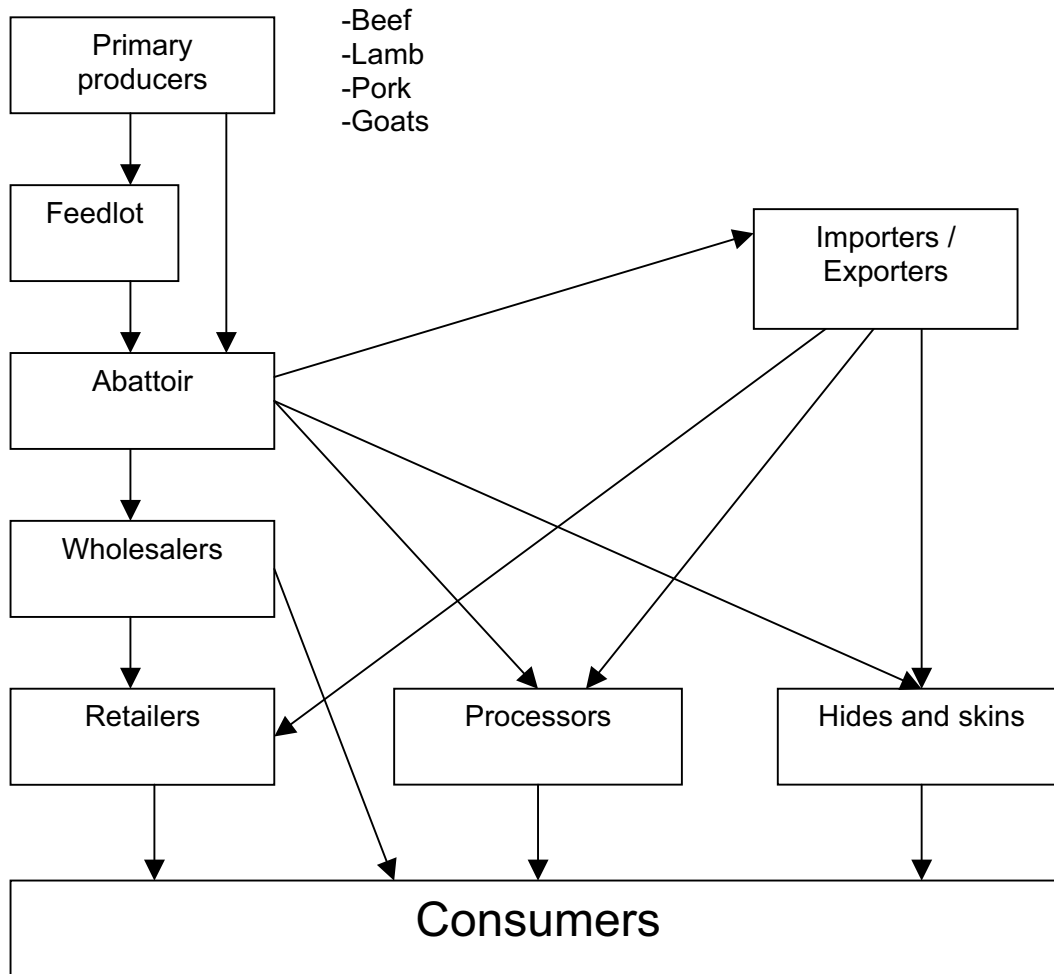 Primary
producers
-Beef
-Lamb
-Pork
-Goats
Feedlot
Importers /
Exporters
Abattoir
Wholesalers
Retailers
Processors
Hides and skins
Consumers